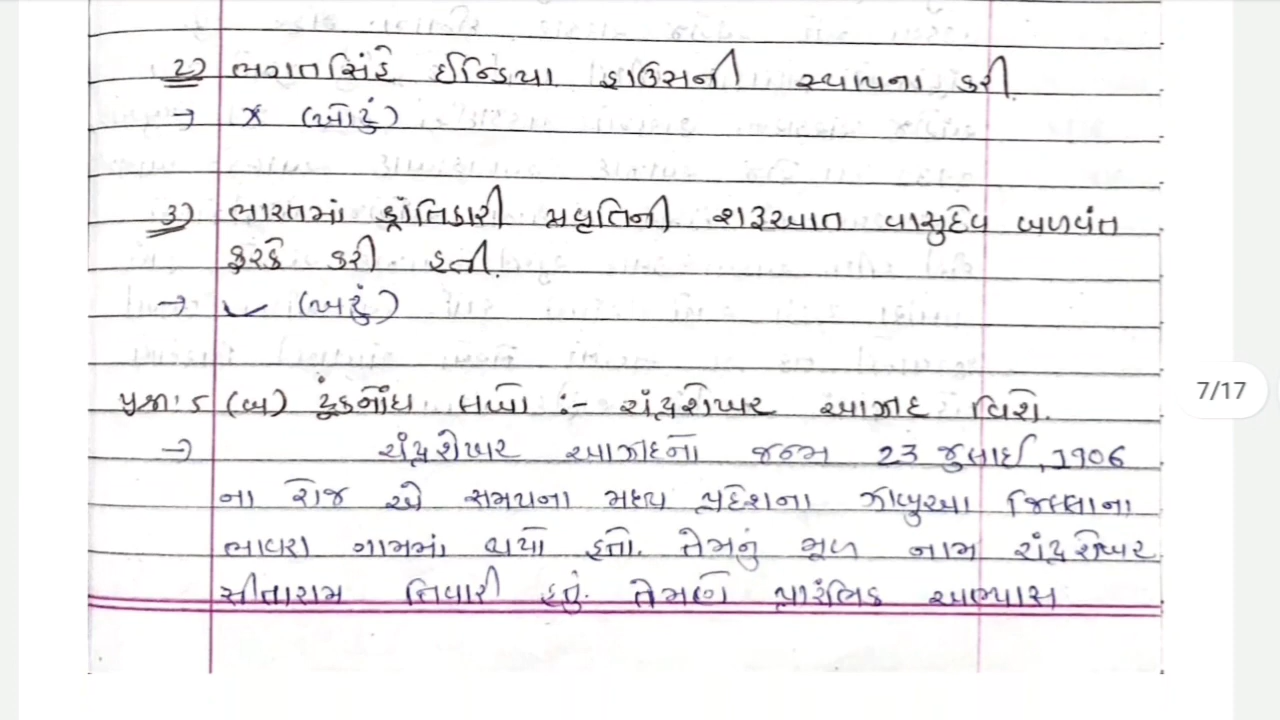 2) ભગતસિંહે ઈન્ડિયા હાઉસની સ્થાપના કરી.
→ × (ખોટું)
3) ભારતમાં ક્રાંતિકારી પ્રવૃતિની શરૂઆત વાસુદેવ બળવંત
ફડકે કરી હતી.
→ ✓ (ખરું)
પ્રશ્ન: 5 (બ) ટૂંકનોંધ લખો :- ચંદ્રશેખર આઝાદ વિશે.
→ ચંદ્રશેખર આઝાદનો જન્મ 23 જુલાઈ, 1906
ના રોજ એ સમયના મધ્ય પ્રદેશના ઝાબુઆ જિલ્લાના
ભાવરા ગામમાં થયો હતો. તેમનું મૂળ નામ ચંદ્રશેખર
સીતારામ તિવારી હતું. તેમણે પ્રારંભિક અભ્યાસ
7/17